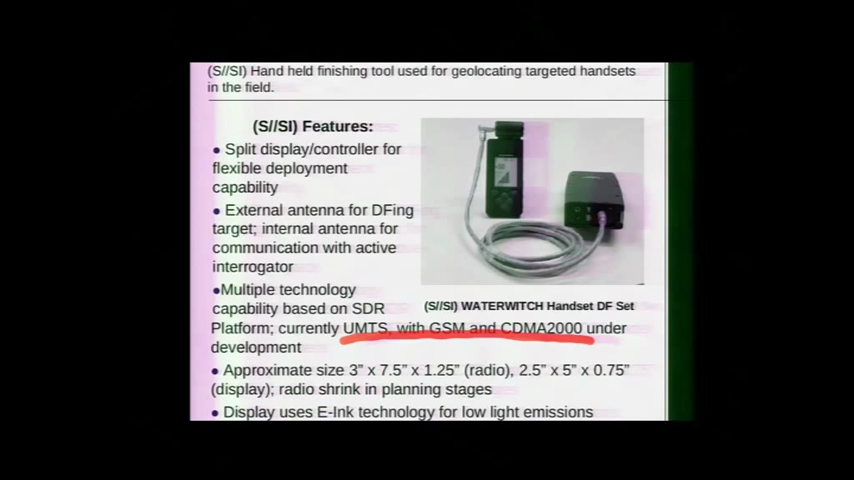 (S//SI) Hand held finishing tool used for geolocating targeted handsets
in the field.
(S//SI) Features:
● Split display/controller for
flexible deployment
capability
● External antenna for DFing
target; internal antenna for
communication with active
interrogator
●Multiple technology
capability based on SDR
Platform; currently UMTS, with GSM and CDMA2000 under
development
● Approximate size 3” x 7.5” x 1.25” (radio), 2.5” x 5” x 0.75”
(display); radio shrink in planning stages
● Display uses E-Ink technology for low light emissions
(S//SI) WATERWITCH Handset DF Set